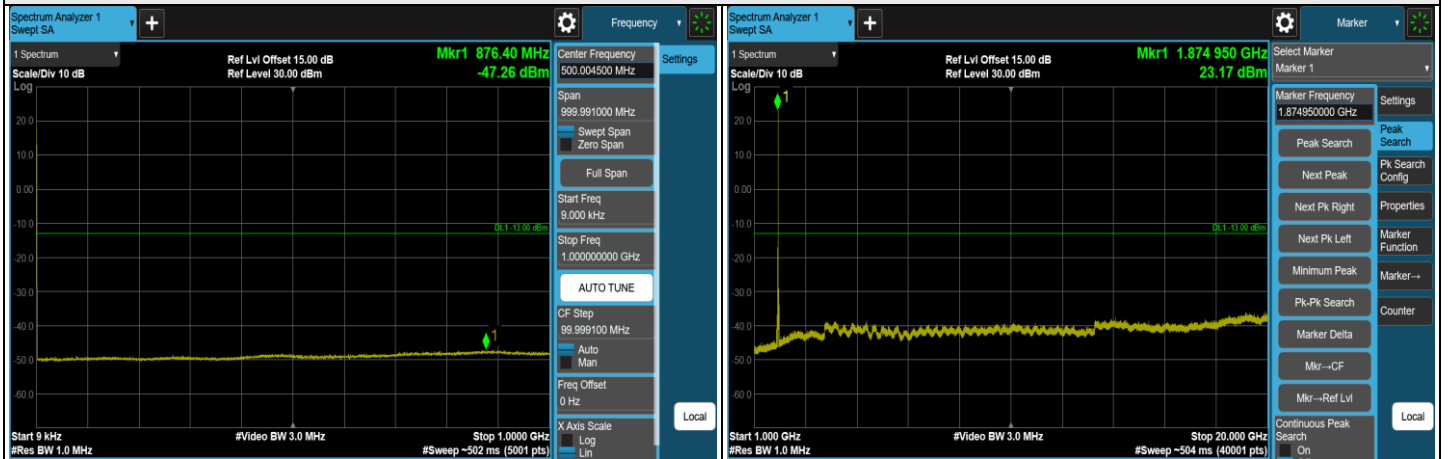 Spectrum Analyzer 1
Swept SA
+
Frequency
1 Spectrum
Scale/Div 10 dB
Log
Ref Lvl Offset 15.00 dB
Ref Level 30.00 dBm
Mkr1 876.40 MHz
-47.26 dBm
20.0
10.0
0.00
-10.0
-20.0
-30.0
-40.0
-50.0
-60.0
DL1 -13.00 dBm
1
Start 9 kHz
#Res BW 1.0 MHz
#Video BW 3.0 MHz
Stop 1.0000 GHz
#Sweep ~502 ms (5001 pts)
Center Frequency
500.004500 MHz
Settings
Span
999.991000 MHz
Swept Span
Zero Span
Full Span
Start Freq
9.000 kHz
Stop Freq
1.000000000 GHz
AUTO TUNE
CF Step
99.999100 MHz
Auto
Man
Freq Offset
0 Hz
X Axis Scale
Log
Lin
Local
Spectrum Analyzer 1
Swept SA
+
Marker
1 Spectrum
Scale/Div 10 dB
Log
Ref Lvl Offset 15.00 dB
Ref Level 30.00 dBm
Mkr1 1.874 950 GHz
23.17 dBm
1
20.0
10.0
0.00
-10.0
-20.0
-30.0
-40.0
-50.0
-60.0
DL1 -13.00 dBm
Start 1.000 GHz
#Res BW 1.0 MHz
#Video BW 3.0 MHz
Stop 20.000 GHz
#Sweep ~504 ms (40001 pts)
Select Marker
Marker 1
Marker Frequency
1.874950000 GHz
Peak Search
Next Peak
Next Pk Right
Next Pk Left
Minimum Peak
Pk-Pk Search
Marker Delta
Mkr→CF
Mkr→Ref Lvl
Continuous Peak
Search
On
Settings
Peak
Search
Pk Search
Config
Properties
Marker
Function
Marker→
Counter
Local